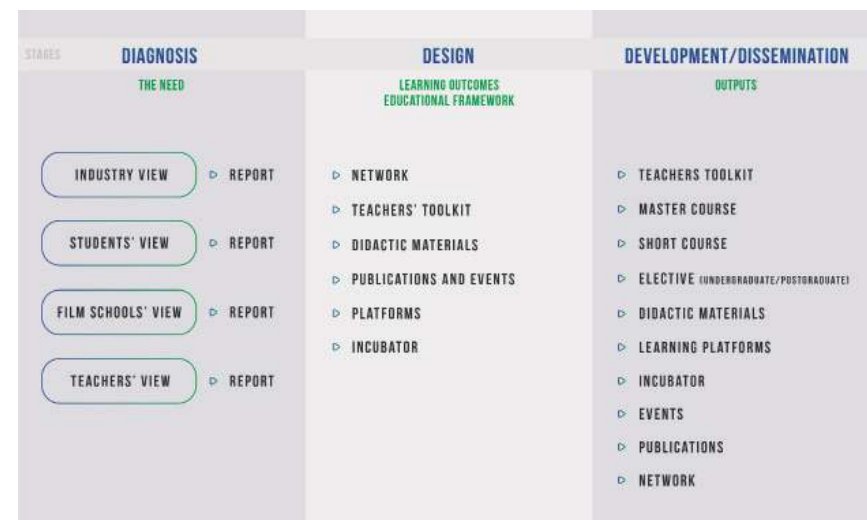 STAGES
DIAGNOSIS
THE NEED
INDUSTRY VIEW
REPORT
STUDENTS' VIEW
REPORT
FILM SCHOOLS' VIEW
REPORT
TEACHERS' VIEW
REPORT
DESIGN
LEARNING OUTCOMES
EDUCATIONAL FRAMEWORK
NETWORK
TEACHERS' TOOLKIT
DIDACTIC MATERIALS
PUBLICATIONS AND EVENTS
PLATFORMS
INCUBATOR
DEVELOPMENT/DISSEMINATION
OUTPUTS
TEACHERS TOOLKIT
MASTER COURSE
SHORT COURSE
ELECTIVE (UNDERGRADUATE/POSTGRADUATE)
DIDACTIC MATERIALS
LEARNING PLATFORMS
INCUBATOR
EVENTS
PUBLICATIONS
NETWORK